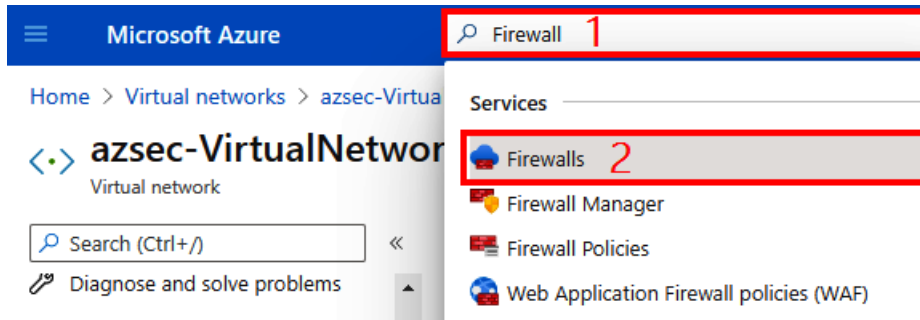 Microsoft Azure
Firewall 1
Home > Virtual networks > azsec-Virtua
azsec-VirtualNetwor
Virtual network
Search (Ctrl+/)
«
Diagnose and solve problems
Services
Firewalls 2
Firewall Manager
Firewall Policies
Web Application Firewall policies (WAF)